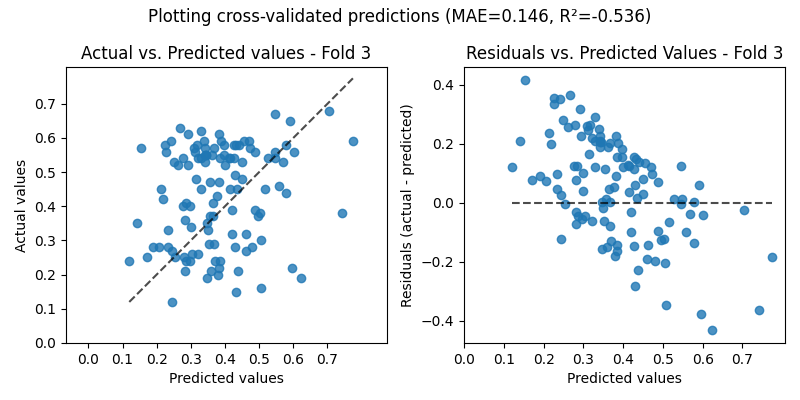 Plotting cross-validated predictions (MAE=0.146, R²=-0.536)
Actual vs. Predicted values - Fold 3
Actual values
0.7
0.6
0.5
0.4
0.3
0.2
0.1
0.0
0.0 0.1 0.2 0.3 0.4 0.5 0.6 0.7
Predicted values
Residuals vs. Predicted Values - Fold 3
Residuals (actual - predicted)
0.4
0.2
0.0
−0.2
−0.4
0.0 0.1 0.2 0.3 0.4 0.5 0.6 0.7
Predicted values